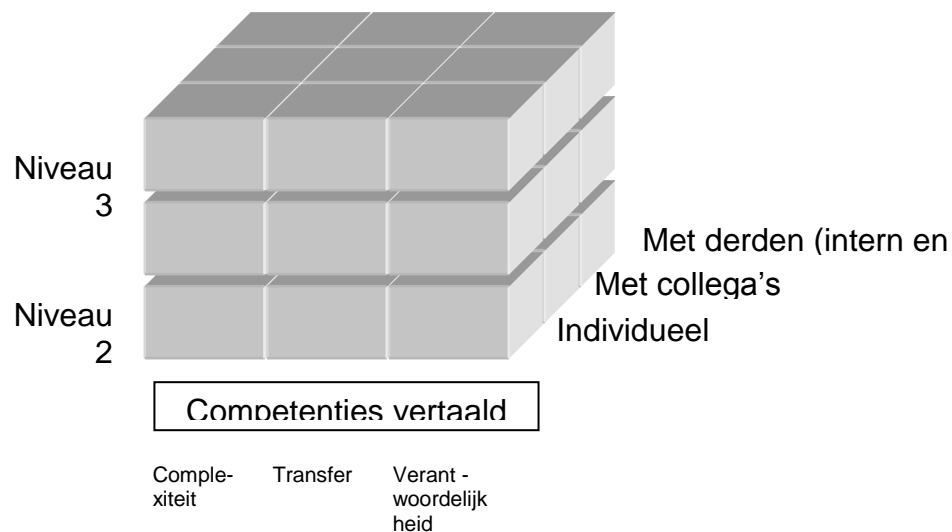 Niveau
3
Met derden (intern en
Met collega's
Niveau
2
Individueel
Competenties vertaald
Comple-
xiteit
Transfer
Verant -
woordelijk
heid